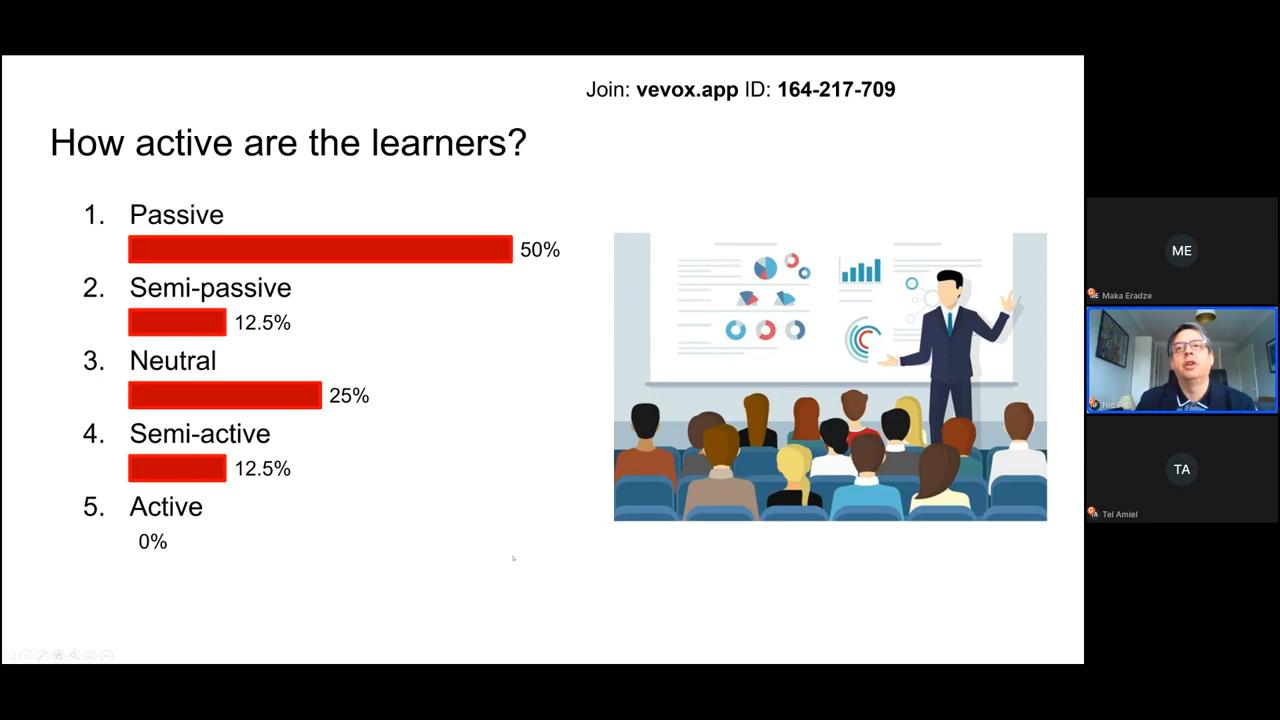 Join: vevox.app ID: 164-217-709
How active are the learners?
1. Passive
50%
2. Semi-passive
12.5%
3. Neutral
25%
4. Semi-active
12.5%
5. Active
0%
ME
Maka Eradze
Nic
TA
Tel Amiel